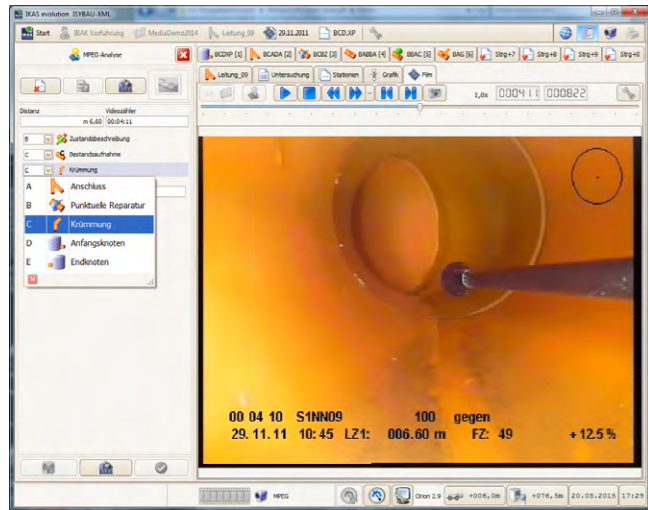 IKAS evolution ISYBAU-XML
Start BIAK Vorführung MediaDemo2014 Leitung_09 29.11.2011 BCD.XP
MPEG-Analyse
BCDXP [1] BCADA [2] BCBZ [3] BABBA [4] BBAC [5] BAG [6] Strg+7 Strg+8 Strg+9 Strg+0
Leitung_09 Untersuchung Stationen Grafik Film
1,0x 000411 000822
Distanz Videozähler
m 6,60 00:04:11
B Zustandsbeschreibung
C Bestandsaufnahme
C Krümmung
A Anschluss
B Punktuelle Reparatur
C Krümmung
D Anfangsknoten
E Endknoten
00 04 10 S1NN09 100 gegen
29. 11. 11 10: 45 LZ1: 006.60 m FZ: 49 + 12.5 %
MPEG Orion 2.9 +006,0m +076,5m 20.03.2015 17:29